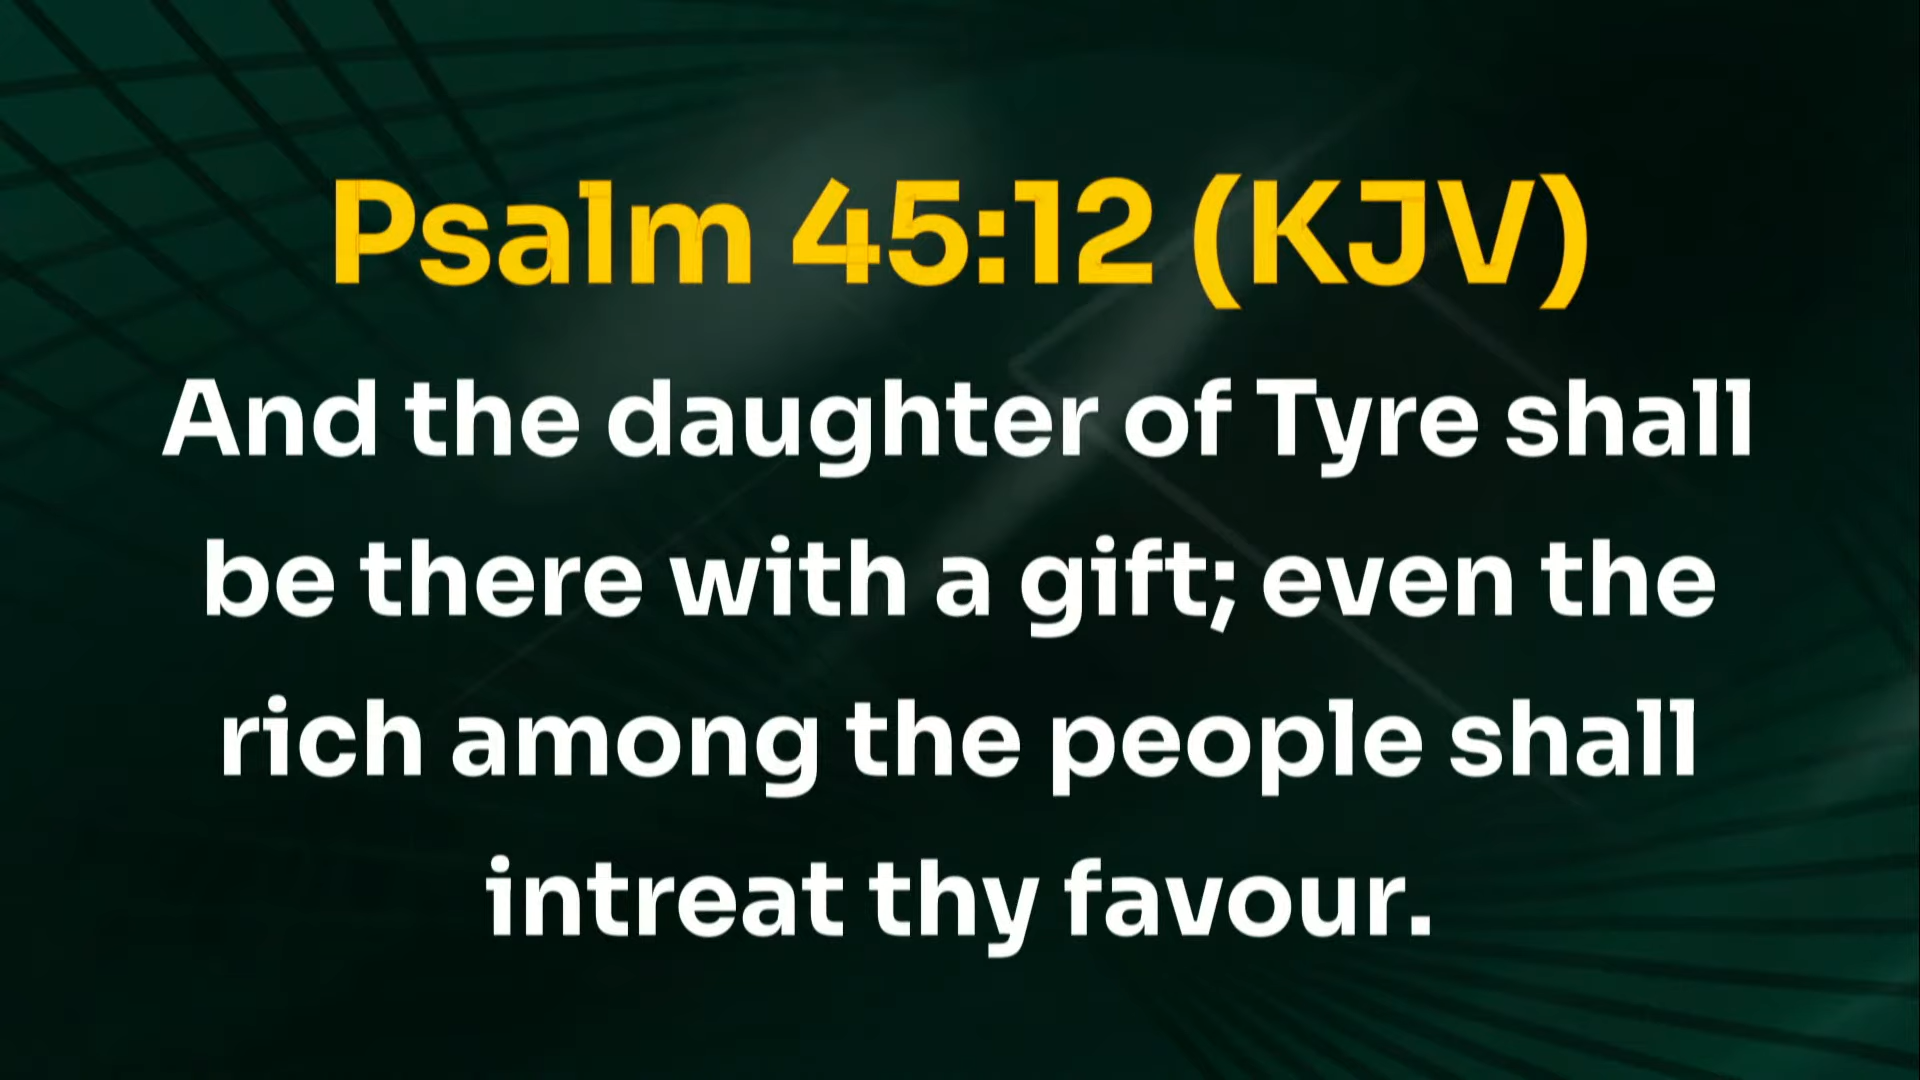 Psalm 45:12 (KJV)
And the daughter of Tyre shall
be there with a gift; even the
rich among the people shall
intreat thy favour.